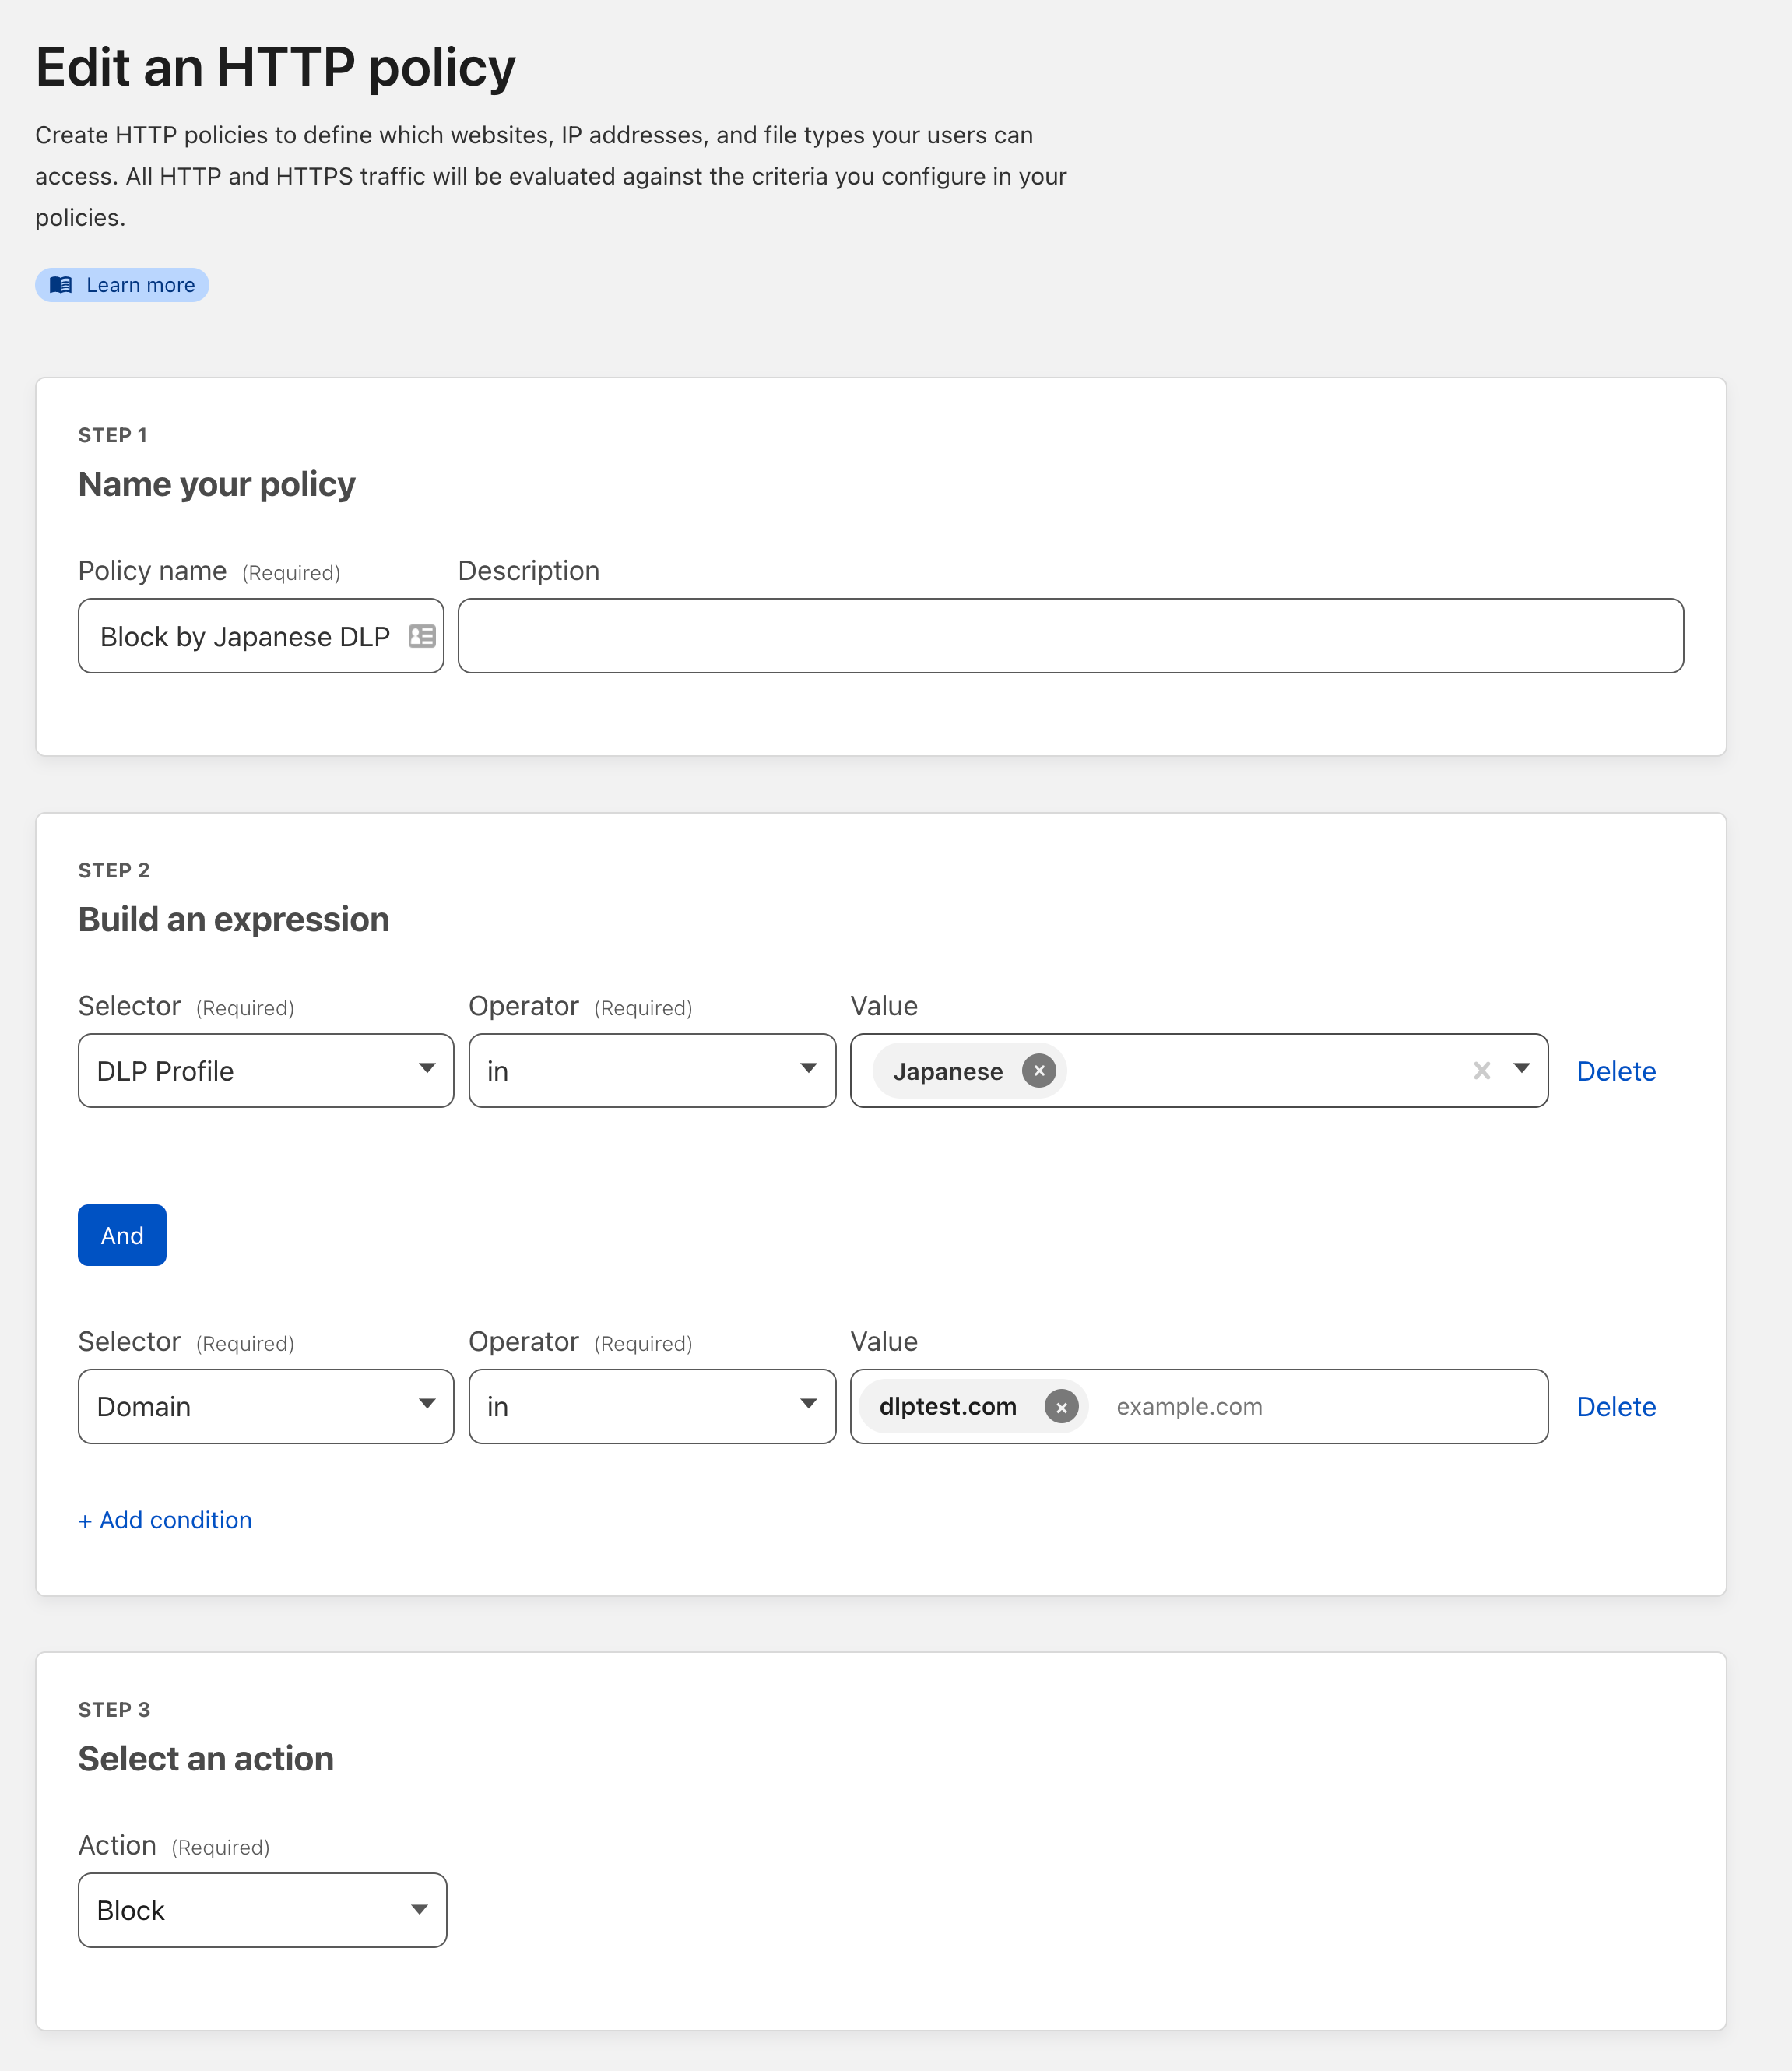 Edit an HTTP policy
Create HTTP policies to define which websites, IP addresses, and file types your users can
access. All HTTP and HTTPS traffic will be evaluated against the criteria you configure in your
policies.
Learn more
STEP 1
Name your policy
Policy name (Required) Description
Block by Japanese DLP
STEP 2
Build an expression
Selector (Required) Operator (Required) Value
DLP Profile in Japanese Delete
And
Selector (Required) Operator (Required) Value
Domain in dlptest.com example.com Delete
+ Add condition
STEP 3
Select an action
Action (Required)
Block